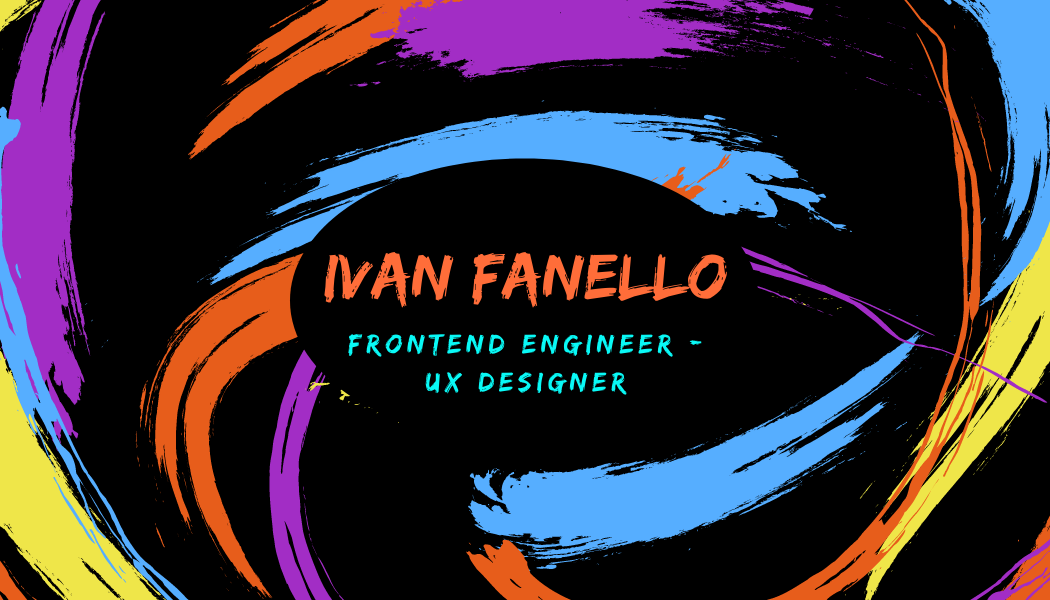 IVAN FANELLO
FRONTEND ENGINEER -
UX DESIGNER